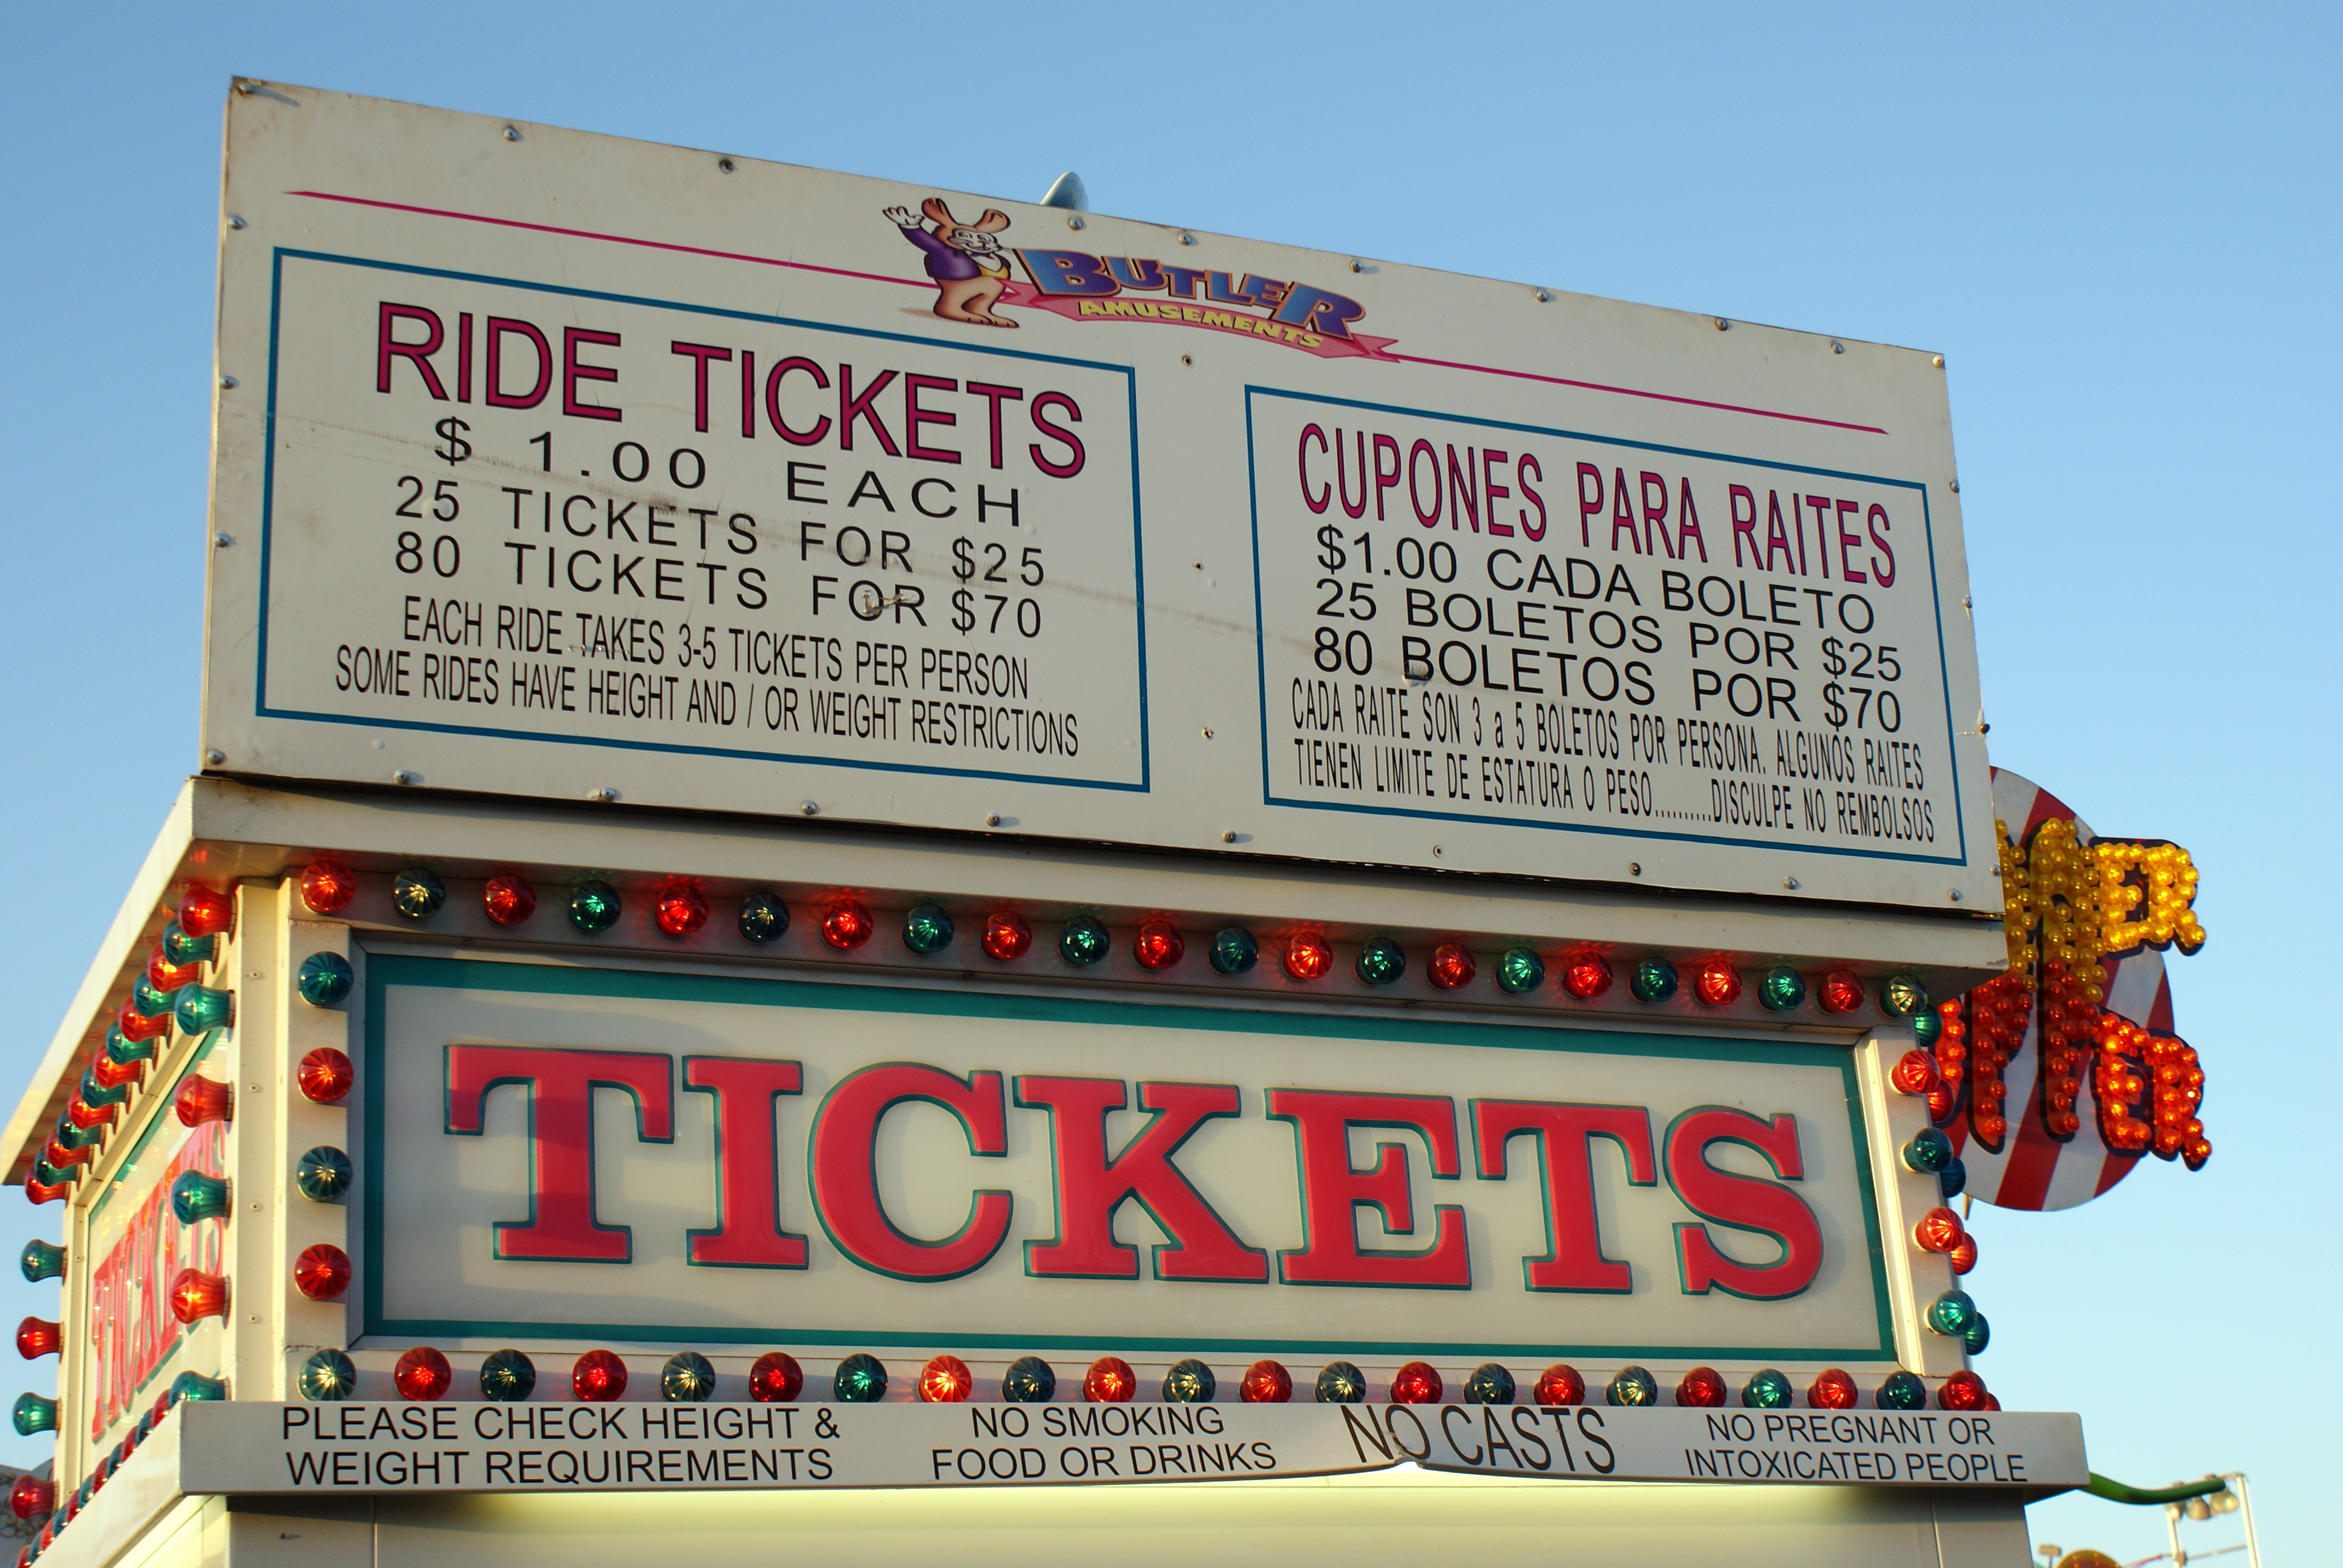 BUTLER
AMUSEMENTS
RIDE TICKETS
$ 1.00 EACH
25 TICKETS FOR $25
80 TICKETS FOR $70
EACH RIDE TAKES 3-5 TICKETS PER PERSON
SOME RIDES HAVE HEIGHT AND / OR WEIGHT RESTRICTIONS
CUPONES PARA RAITES
$1.00 CADA BOLETO
25 BOLETOS POR $25
80 BOLETOS POR $70
CADA RAITE SON 3 a 5 BOLETOS POR PERSONA. ALGUNOS RAITES
TIENEN LIMITE DE ESTATURA O PESO..........DISCULPE NO REMBOLSOS
TICKETS
TICKETS
PLEASE CHECK HEIGHT &
WEIGHT REQUIREMENTS
NO SMOKING
FOOD OR DRINKS
NO CASTS
NO PREGNANT OR
INTOXICATED PEOPLE